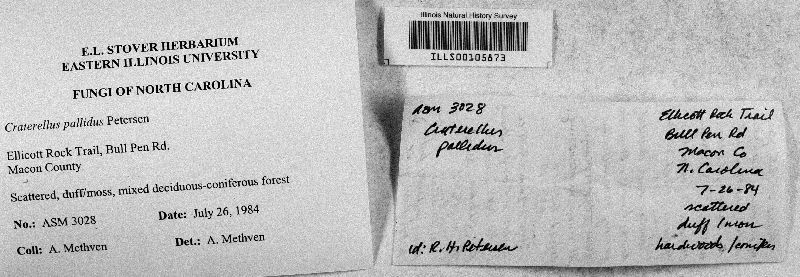 E.L. STOVER HERBARIUM
EASTERN ILLINOIS UNIVERSITY
FUNGI OF NORTH CAROLINA
Craterellus pallidus Petersen
Ellicott Rock Trail, Bull Pen Rd.
Macon County
Scattered, duff/moss, mixed deciduous-coniferous forest
No.: ASM 3028 Date: July 26, 1984
Coll: A. Methven Det.: A. Methven
Illinois Natural History Survey
ILLS00105673
ASM 3028
Craterellus
pallidus
id: R. H. Petersen
Ellicott Rock Trail
Bull Pen Rd
Macon Co
N. Carolina
7-26-84
scattered
duff/moss
hardwoods/conifers